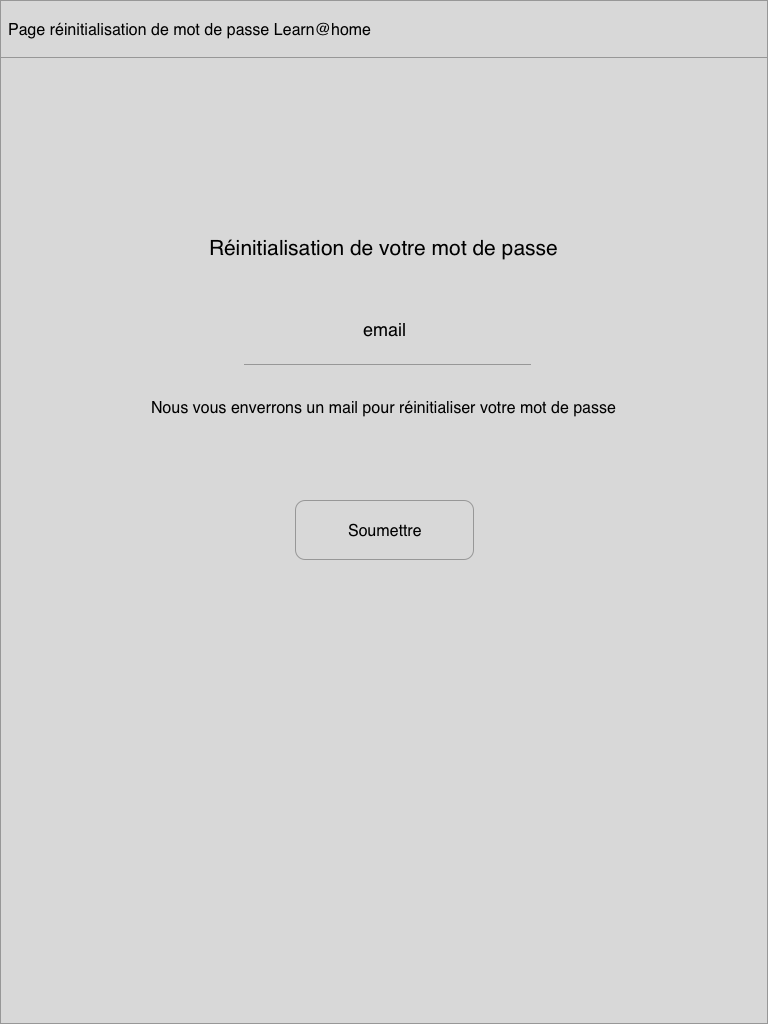 Page réinitialisation de mot de passe Learn@home
Réinitialisation de votre mot de passe
email
Nous vous enverrons un mail pour réinitialiser votre mot de passe
Soumettre